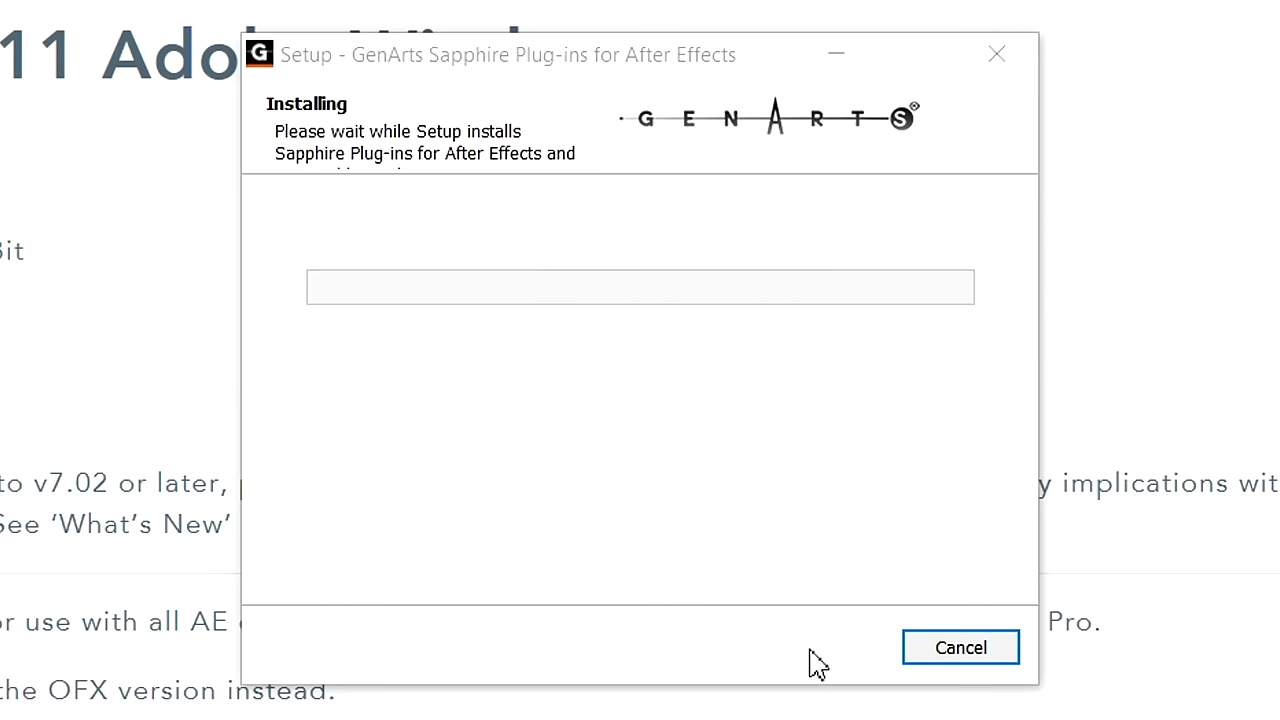 11 Ado
G Setup - GenArts Sapphire Plug-ins for After Effects
Installing
Please wait while Setup installs
Sapphire Plug-ins for After Effects and
G E N A R T S®
Bit
to v7.02 or later,
y implications wit
See ‘What’s New’
or use with all AE
Pro.
the OFX version instead.
Cancel